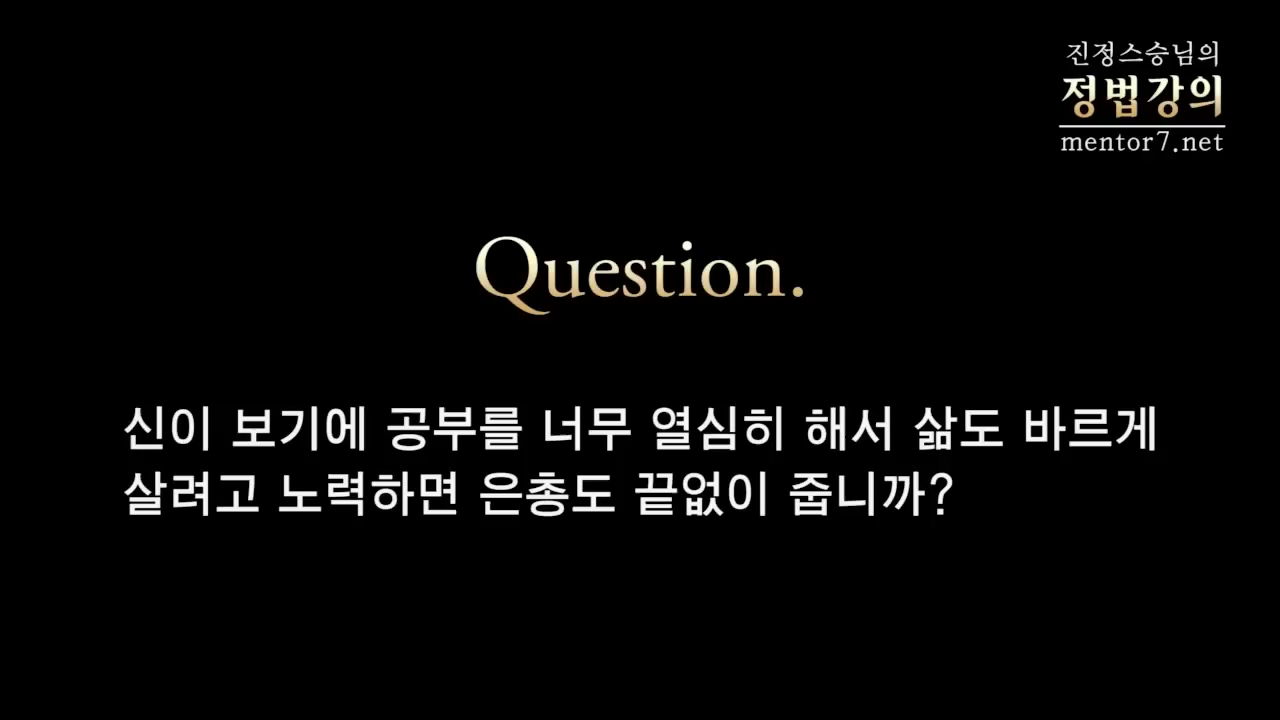 진정스승님의
정법강의
mentor7.net
Question.
신이 보기에 공부를 너무 열심히 해서 삶도 바르게
살려고 노력하면 은총도 끝없이 줍니까?